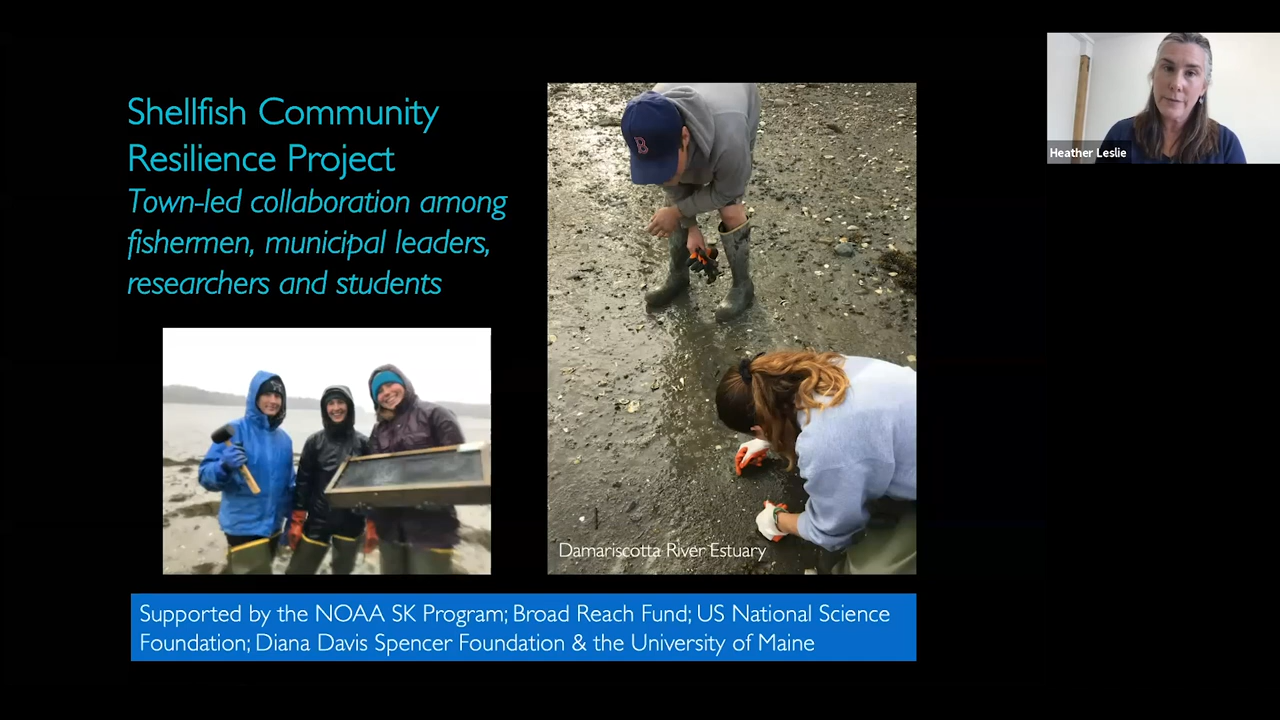 Shellfish Community
Resilience Project
Town-led collaboration among
fishermen, municipal leaders,
researchers and students
Heather Leslie
B
Damariscotta River Estuary
Supported by the NOAA SK Program; Broad Reach Fund; US National Science
Foundation; Diana Davis Spencer Foundation & the University of Maine